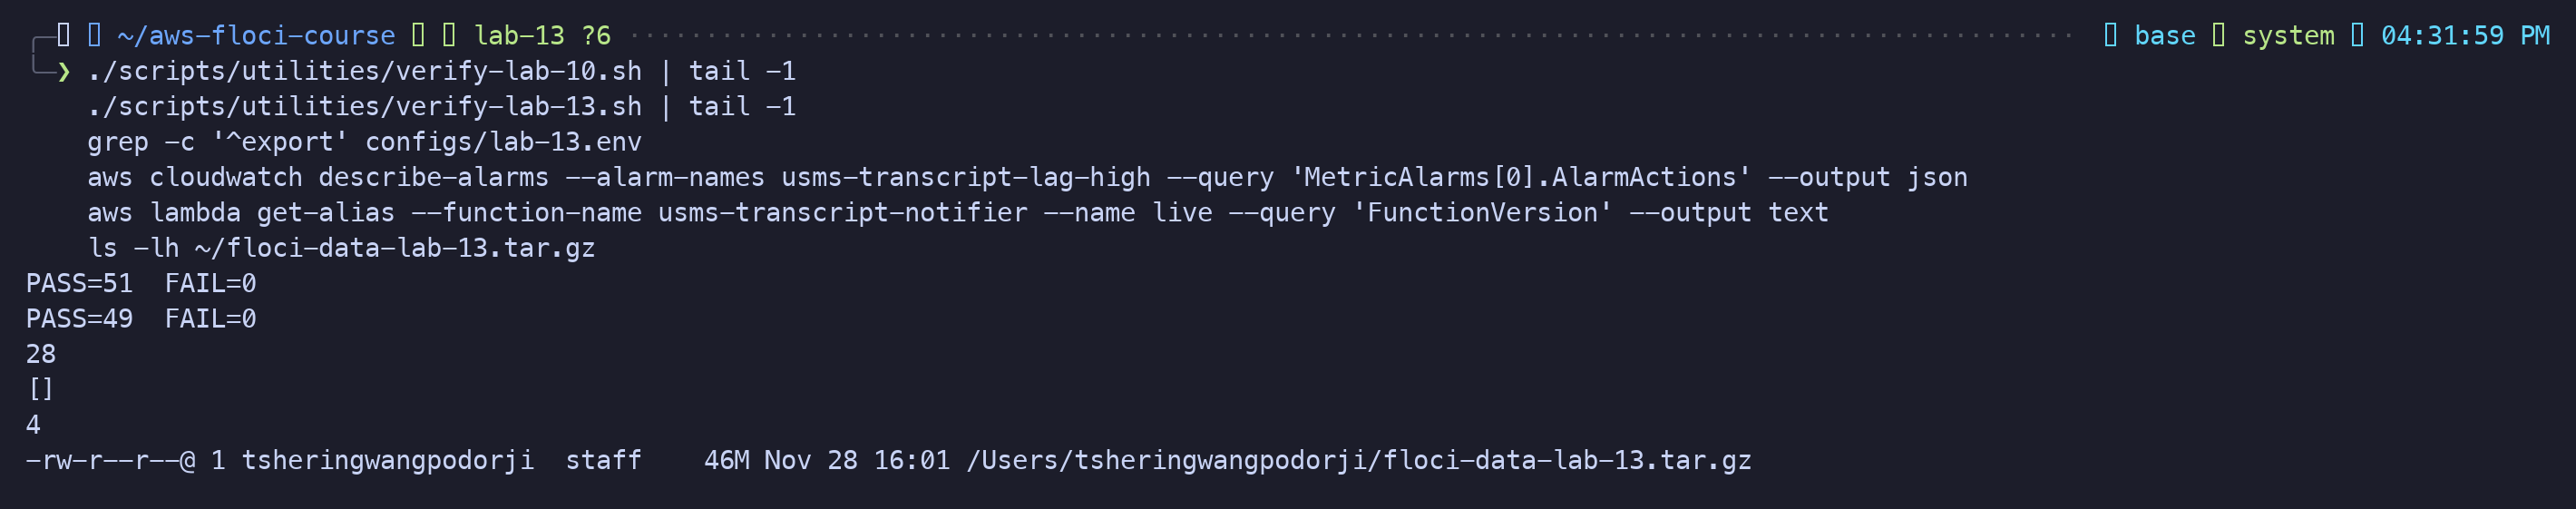 ~/aws-floci-course lab-13 ?6 ································································ base system 04:31:59 PM
❯ ./scripts/utilities/verify-lab-10.sh | tail -1
./scripts/utilities/verify-lab-13.sh | tail -1
grep -c '^export' configs/lab-13.env
aws cloudwatch describe-alarms --alarm-names usms-transcript-lag-high --query 'MetricAlarms[0].AlarmActions' --output json
aws lambda get-alias --function-name usms-transcript-notifier --name live --query 'FunctionVersion' --output text
ls -lh ~/floci-data-lab-13.tar.gz
PASS=51  FAIL=0
PASS=49  FAIL=0
28
[]
4
-rw-r--r--@ 1 tsheringwangpodorji  staff    46M Nov 28 16:01 /Users/tsheringwangpodorji/floci-data-lab-13.tar.gz